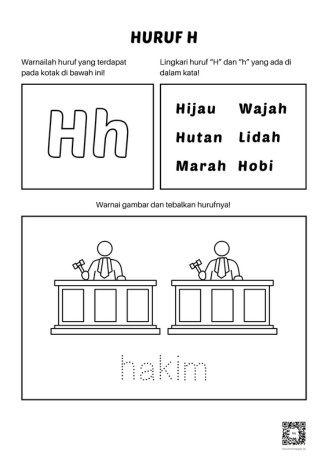 HURUF H
Warnailah huruf yang terdapat
pada kotak di bawah ini!
Lingkari huruf "H" dan "h" yang ada di
dalam kata!
Hh
Hijau Wajah
Hutan Lidah
Marah Hobi
Warnai gambar dan tebalkan hurufnya!
hakim